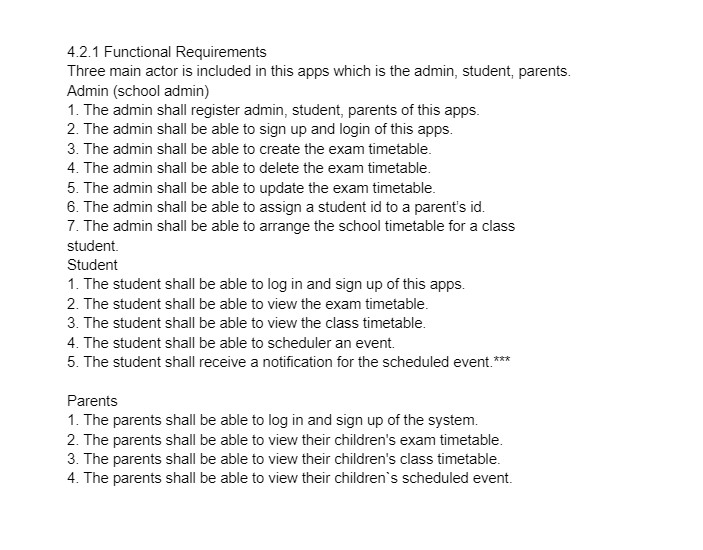 4.2.1 Functional Requirements
Three main actor is included in this apps which is the admin, student, parents.
Admin (school admin)
1. The admin shall register admin, student, parents of this apps.
2. The admin shall be able to sign up and login of this apps.
3. The admin shall be able to create the exam timetable.
4. The admin shall be able to delete the exam timetable.
5. The admin shall be able to update the exam timetable.
6. The admin shall be able to assign a student id to a parent's id.
7. The admin shall be able to arrange the school timetable for a class
student.
Student
1. The student shall be able to log in and sign up of this apps.
2. The student shall be able to view the exam timetable.
3. The student shall be able to view the class timetable.
4. The student shall be able to scheduler an event.
5. The student shall receive a notification for the scheduled event.***
Parents
1. The parents shall be able to log in and sign up of the system.
2. The parents shall be able to view their children's exam timetable.
3. The parents shall be able to view their children's class timetable.
4. The parents shall be able to view their children`s scheduled event.